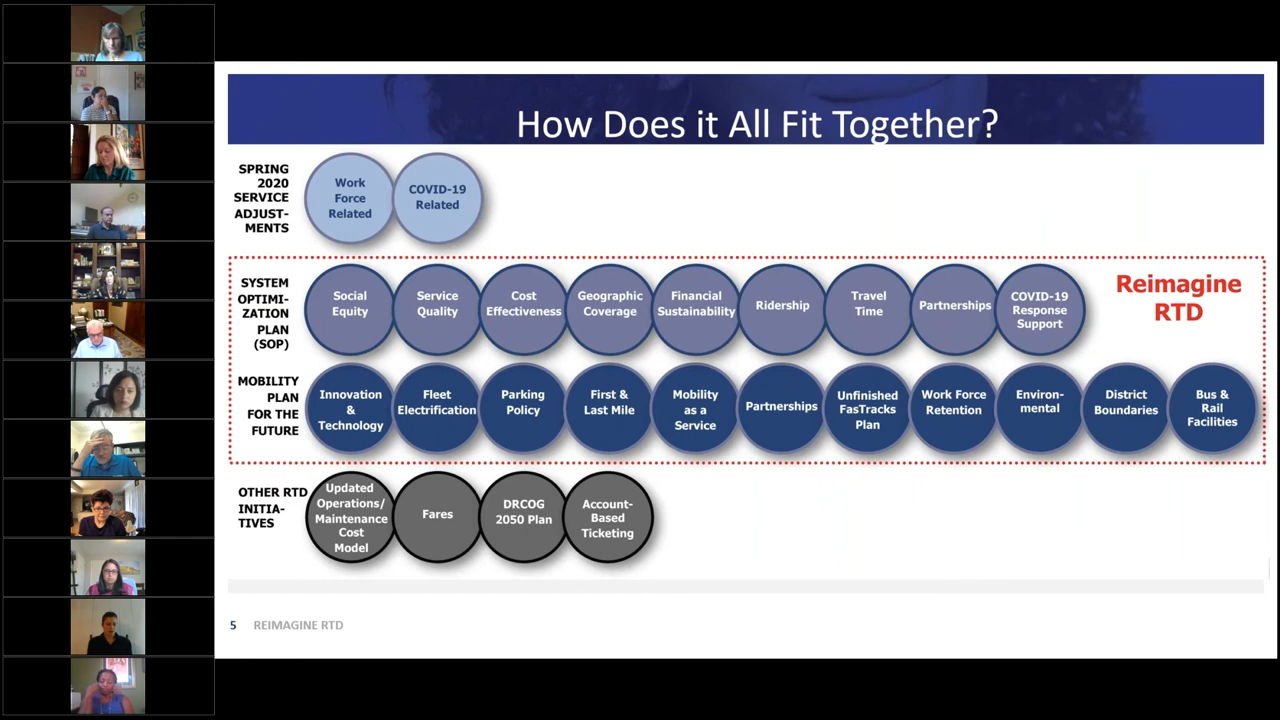 How Does it All Fit Together?
SPRING
2020
SERVICE
ADJUST-
MENTS
Work
Force
Related
COVID-19
Related
SYSTEM
OPTIMI-
ZATION
PLAN
(SOP)
Social
Equity
Service
Quality
Cost
Effectiveness
Geographic
Coverage
Financial
Sustainability
Ridership
Travel
Time
Partnerships
COVID-19
Response
Support
Reimagine
RTD
MOBILITY
PLAN
FOR THE
FUTURE
Innovation
&
Technology
Fleet
Electrification
Parking
Policy
First &
Last Mile
Mobility
as a
Service
Partnerships
Unfinished
FasTracks
Plan
Work Force
Retention
Environ-
mental
District
Boundaries
Bus &
Rail
Facilities
OTHER RTD
INITIA-
TIVES
Updated
Operations/
Maintenance
Cost
Model
Fares
DRCOG
2050 Plan
Account-
Based
Ticketing
5 REIMAGINE RTD